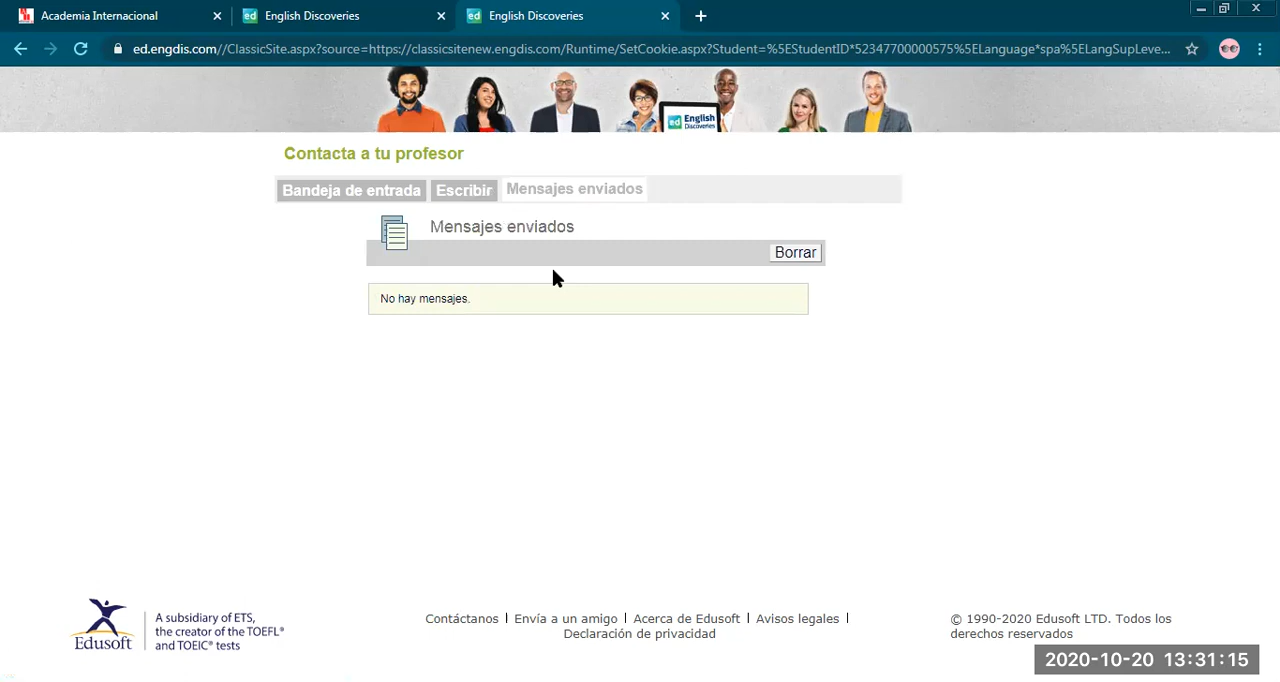 Academia Internacional
English Discoveries
English Discoveries
ed.engdis.com//ClassicSite.aspx?source=https://classicsitenew.engdis.com/Runtime/SetCookie.aspx?Student=%5EStudentID*52347700000575%5ELanguage*spa%5ELangSupLeve...
ed English Discoveries
Contacta a tu profesor
Bandeja de entrada Escribir Mensajes enviados
Mensajes enviados
Borrar
No hay mensajes.
Edusoft
A subsidiary of ETS,
the creator of the TOEFL®
and TOEIC® tests
Contáctanos | Envía a un amigo | Acerca de Edusoft | Avisos legales |
Declaración de privacidad
© 1990-2020 Edusoft LTD. Todos los
derechos reservados
2020-10-20 13:31:15